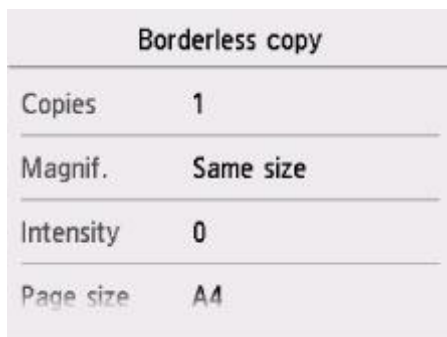 Borderless copy
Copies 1
Magnif. Same size
Intensity 0
Page size A4